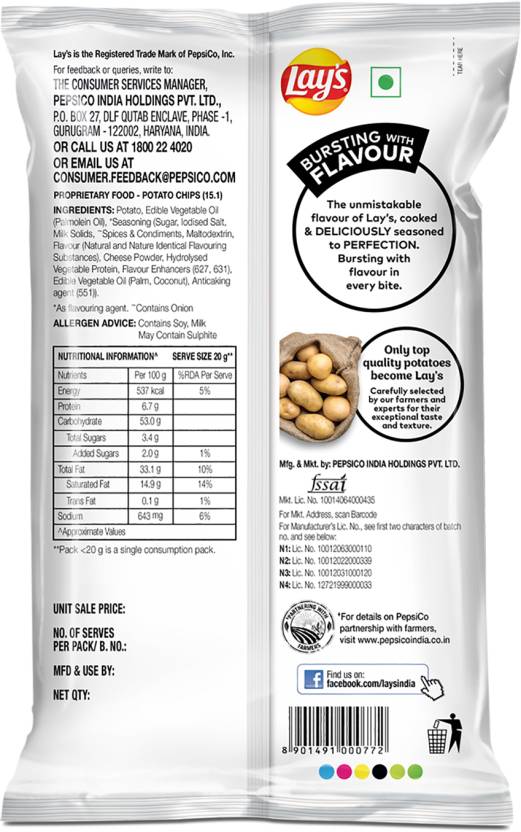 Lay's is the Registered Trade Mark of PepsiCo, Inc.
For feedback or queries, write to:
THE CONSUMER SERVICES MANAGER,
PEPSICO INDIA HOLDINGS PVT. LTD.,
P.O. BOX 27, DLF QUTAB ENCLAVE, PHASE -1,
GURUGRAM -122002, HARYANA, INDIA.
OR CALL US AT 1800 22 4020
OR EMAIL US AT
CONSUMER.FEEDBACK@PEPSICO.COM
PROPRIETARY FOOD - POTATO CHIPS (15.1)
INGREDIENTS: Potato, Edible Vegetable Oil
(Palmolein Oil), *Seasoning (Sugar, Iodised Salt,
Milk Solids, ~Spices & Condiments, Maltodextrin,
Flavour (Natural and Nature Identical Flavouring
Substances), Cheese Powder, Hydrolysed
Vegetable Protein, Flavour Enhancers (627, 631),
Edible Vegetable Oil (Palm, Coconut), Anticaking
agent (551)).
*As flavouring agent. ~Contains Onion
ALLERGEN ADVICE: Contains Soy, Milk
May Contain Sulphite
NUTRITIONAL INFORMATION^ SERVE SIZE 20 g**
Nutrients Per 100 g %RDA Per Serve
Energy 537 kcal 5%
Protein 6.7 g
Carbohydrate 53.0 g
Total Sugars 3.4 g
Added Sugars 2.0 g 1%
Total Fat 33.1 g 10%
Saturated Fat 14.9 g 14%
Trans Fat 0.1 g 1%
Sodium 643 mg 6%
^Approximate Values
**Pack <20 g is a single consumption pack.
UNIT SALE PRICE:
NO. OF SERVES
PER PACK/ B. NO.:
MFD & USE BY:
NET QTY:
Lay's
TEAR HERE
BURSTING WITH
FLAVOUR
The unmistakable
flavour of Lay's, cooked
& DELICIOUSLY seasoned
to PERFECTION.
Bursting with
flavour in
every bite.
Only top
quality potatoes
become Lay's
Carefully selected
by our farmers and
experts for their
exceptional taste
and texture.
Mfg. & Mkt. by: PEPSICO INDIA HOLDINGS PVT. LTD.
fssai
Mkt. Lic. No. 10014064000435
For Mkt. Address, scan Barcode
For Manufacturer's Lic. No., see first two characters of batch
no. and see below:
N1: Lic. No. 10012063000110
N2: Lic. No. 10012022000339
N3: Lic. No. 10012031000120
N4: Lic. No. 12721999000033
*PARTNERING WITH
FARMERS
*For details on PepsiCo
partnership with farmers,
visit www.pepsicoindia.co.in
f
Find us on:
facebook.com/laysindia
8 901491 000772